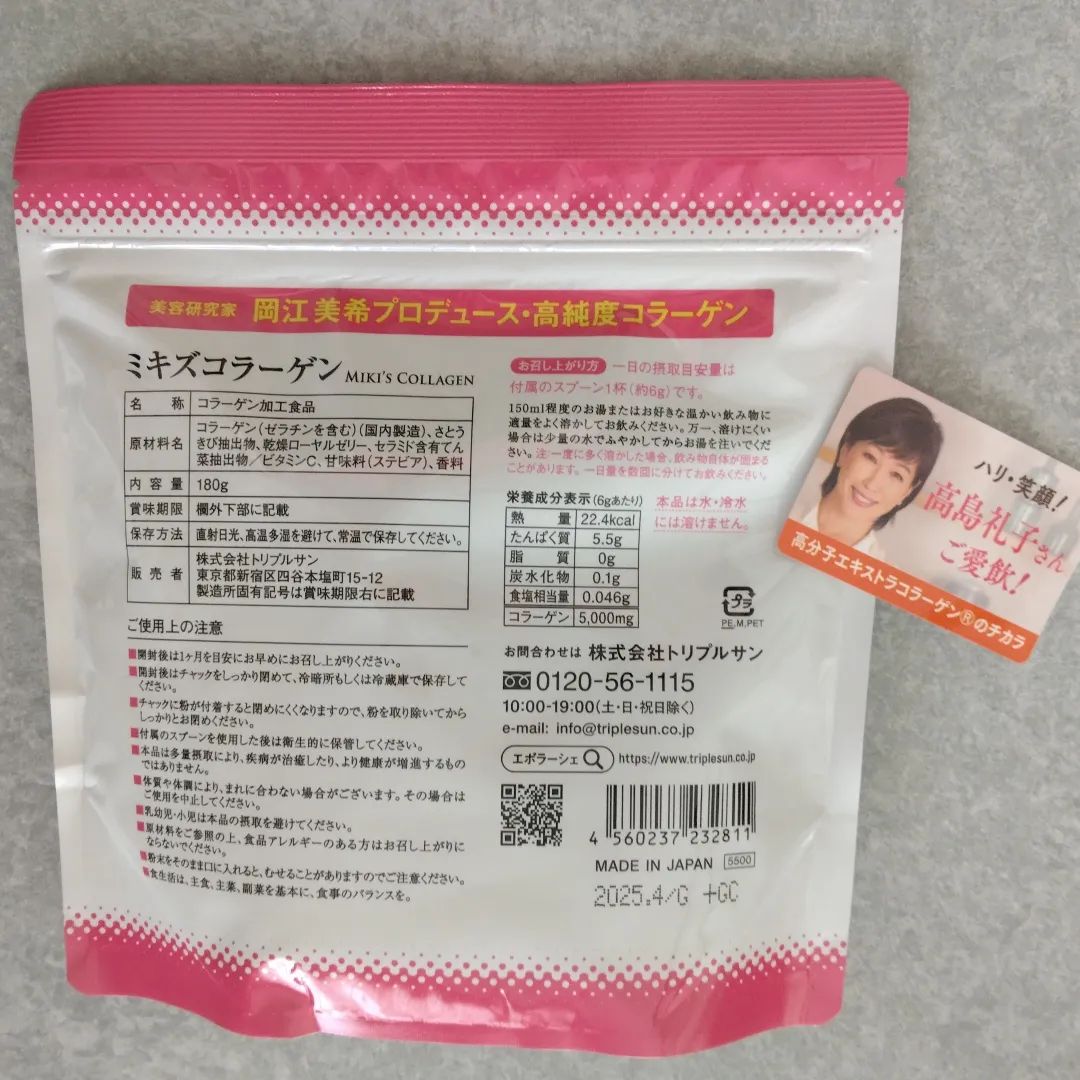 美容研究家 岡江美希プロデュース・高純度コラーゲン
ミキズコラーゲン MIKI'S COLLAGEN
名 称 コラーゲン加工食品
原材料名 コラーゲン(ゼラチンを含む)(国内製造)、さとう
きび抽出物、乾燥ローヤルゼリー、セラミド含有てん
菜抽出物/ビタミンC、甘味料(ステビア)、香料
内容量 180g
賞味期限 欄外下部に記載
保存方法 直射日光、高温多湿を避けて、常温で保存してください。
販売者 株式会社トリプルサン
東京都新宿区四谷本塩町15-12
製造所固有記号は賞味期限右に記載
ご使用上の注意
■開封後は1ヶ月を目安にお早めにお召し上がりください。
■開封後はチャックをしっかり閉めて、冷暗所もしくは冷蔵庫で保存して
ください。
■チャックに粉が付着すると閉めにくくなりますので、粉を取り除いてから
しっかりとお閉めください。
■付属のスプーンを使用した後は衛生的に保管してください。
■本品は多量摂取により、疾病が治癒したり、より健康が増進するもの
ではありません。
■体質や体調により、まれに合わない場合がございます。その場合は
ご使用を中止してください。
■乳幼児・小児は本品の摂取を避けてください。
■原材料をご参照の上、食品アレルギーのある方はお召し上がりに
ならないでください。
■粉末をそのまま口に入れると、むせることがありますのでご注意ください。
■食生活は、主食、主菜、副菜を基本に、食事のバランスを。
お召し上がり方 一日の摂取目安量は
付属のスプーン1杯(約6g)です。
150ml程度のお湯またはお好きな温かい飲み物に
適量をよく溶かしてお飲みください。万一、溶けにくい
場合は少量の水でふやかしてからお湯を注いでくだ
さい。注:一度に多く溶かした場合、飲み物自体が固まる
ことがあります。一日量を数回に分けてお飲みください。
栄養成分表示(6gあたり)
熱 量 22.4kcal
たんぱく質 5.5g
脂 質 0g
炭水化物 0.1g
食塩相当量 0.046g
コラーゲン 5,000mg
本品は水・冷水
には溶けません。
プラ
PE,M,PET
お問合わせは 株式会社トリプルサン
0120-56-1115
10:00-19:00(土・日・祝日除く)
e-mail: info@triplesun.co.jp
エポラーシェ https://www.triplesun.co.jp
4 560237 232811
MADE IN JAPAN 5500
2025.4/G +GC
ハリ・笑顔!
高島礼子さん
ご愛飲!
高分子エキストラコラーゲン®のチカラ